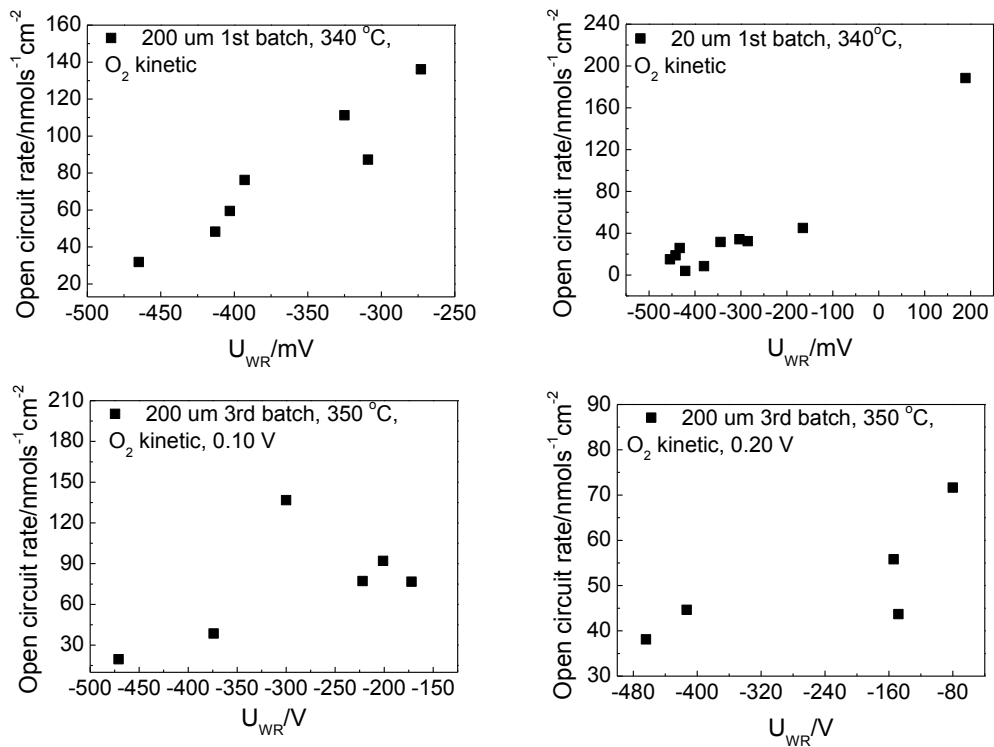 160
140
120
100
80
60
40
20
Open circuit rate/nmols⁻¹cm⁻²
■ 200 um 1st batch, 340 °C,
O₂ kinetic
-500 -450 -400 -350 -300 -250
U_WR/mV
240
200
160
120
80
40
0
Open circuit rate/nmols⁻¹cm⁻²
■ 20 um 1st batch, 340°C,
O₂ kinetic
-500 -400 -300 -200 -100 0 100 200
U_WR/mV
210
180
150
120
90
60
30
Open circuit rate/nmols⁻¹cm⁻²
■ 200 um 3rd batch, 350 °C,
O₂ kinetic, 0.10 V
-500 -450 -400 -350 -300 -250 -200 -150
U_WR/V
90
80
70
60
50
40
30
Open circuit rate/nmols⁻¹cm⁻²
■ 200 um 3rd batch, 350 °C,
O₂ kinetic, 0.20 V
-480 -400 -320 -240 -160 -80
U_WR/V